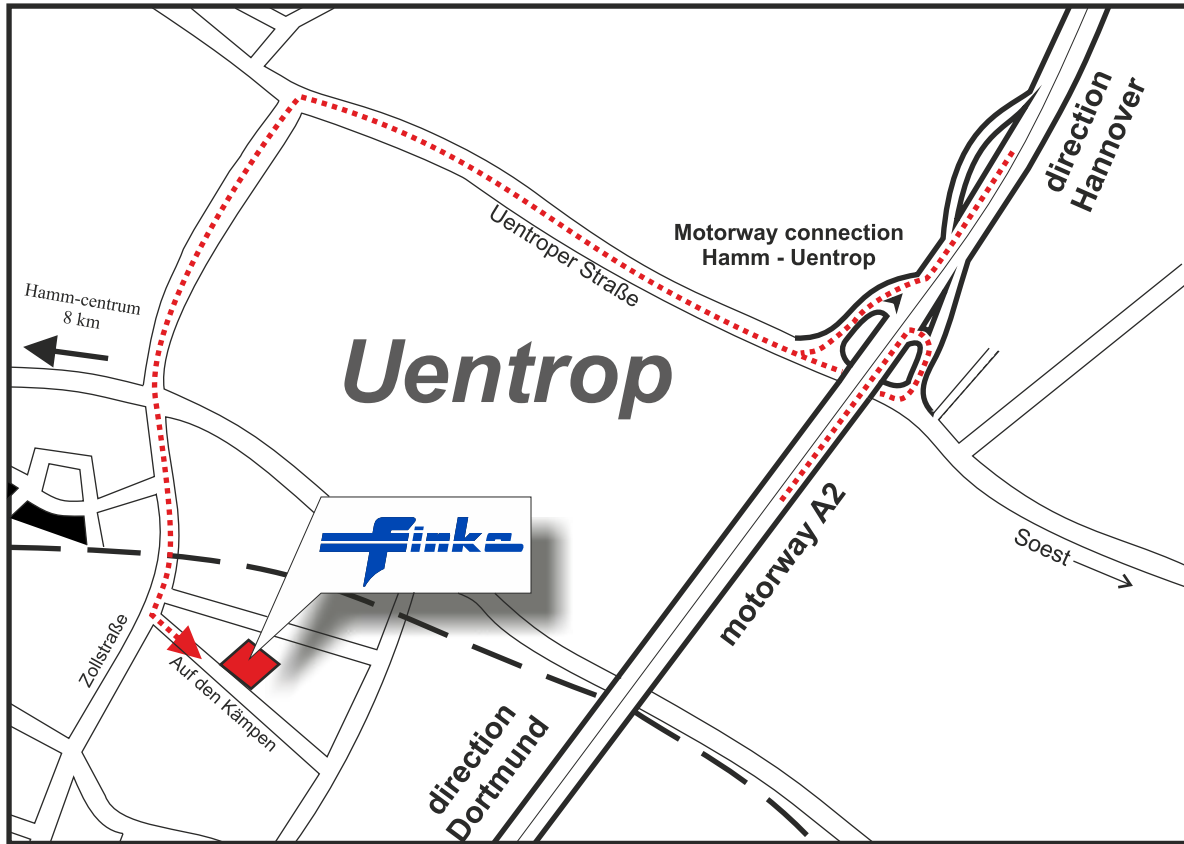 direction
Hannover
Uentroper Straße
Motorway connection
Hamm - Uentrop
Hamm-centrum
8 km
Uentrop
Finke
motorway A2
Soest
Zollstraße
Auf den Kämpen
direction
Dortmund